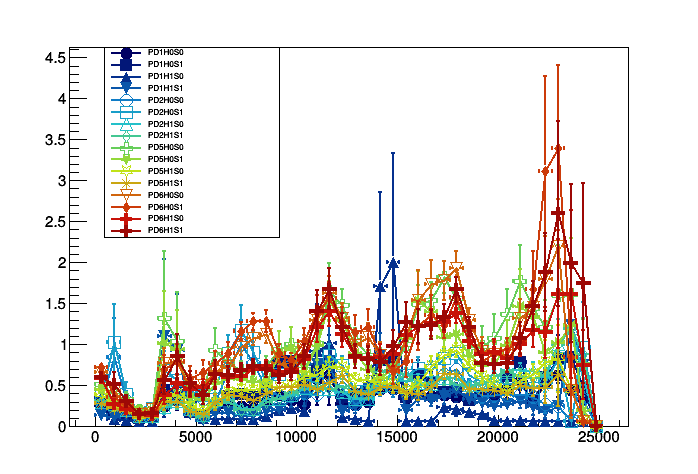 4.5
4
3.5
3
2.5
2
1.5
1
0.5
0
PD1H0S0
PD1H0S1
PD1H1S0
PD1H1S1
PD2H0S0
PD2H0S1
PD2H1S0
PD2H1S1
PD5H0S0
PD5H0S1
PD5H1S0
PD5H1S1
PD6H0S0
PD6H0S1
PD6H1S0
PD6H1S1
0 5000 10000 15000 20000 25000